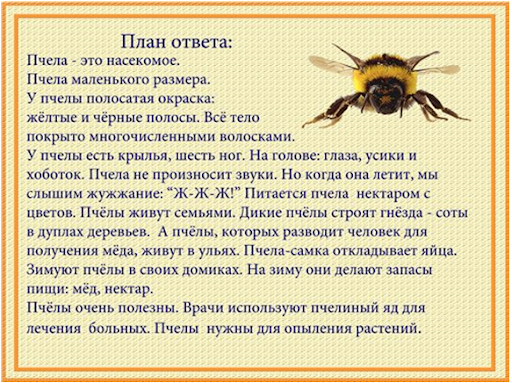 План ответа:
Пчела - это насекомое.
Пчела маленького размера.
У пчелы полосатая окраска:
жёлтые и чёрные полосы. Всё тело
покрыто многочисленными волосками.
У пчелы есть крылья, шесть ног. На голове: глаза, усики и
хоботок. Пчела не произносит звуки. Но когда она летит, мы
слышим жужжание: “Ж-Ж-Ж!” Питается пчела  нектаром с
цветов. Пчёлы живут семьями. Дикие пчёлы строят гнёзда - соты
в дуплах деревьев.  А пчёлы, которых разводит человек для
получения мёда, живут в ульях. Пчела-самка откладывает яйца.
Зимуют пчёлы в своих домиках. На зиму они делают запасы
пищи: мёд, нектар.
Пчёлы очень полезны. Врачи используют пчелиный яд для
лечения  больных. Пчелы  нужны для опыления растений.